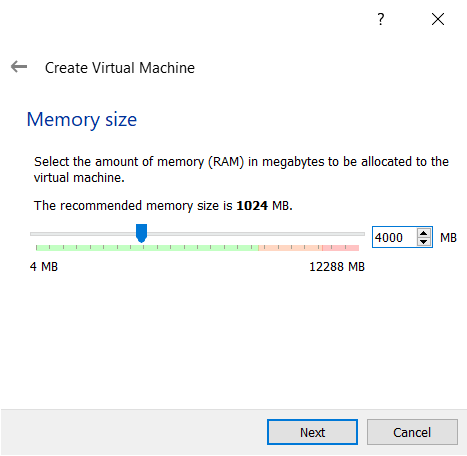 ?
Create Virtual Machine
Memory size
Select the amount of memory (RAM) in megabytes to be allocated to the
virtual machine.
The recommended memory size is 1024 MB.
4000 MB
4 MB 12288 MB
Next Cancel